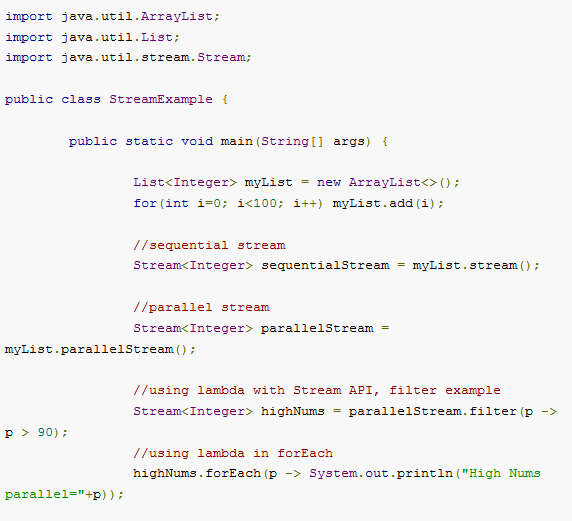 import java.util.ArrayList;
import java.util.List;
import java.util.stream.Stream;
public class StreamExample {
public static void main(String[] args) {
List<Integer> myList = new ArrayList<>();
for(int i=0; i<100; i++) myList.add(i);
//sequential stream
Stream<Integer> sequentialStream = myList.stream();
//parallel stream
Stream<Integer> parallelStream =
myList.parallelStream();
//using lambda with Stream API, filter example
Stream<Integer> highNums = parallelStream.filter(p ->
p > 90);
//using lambda in forEach
highNums.forEach(p -> System.out.println("High Nums
parallel="+p));